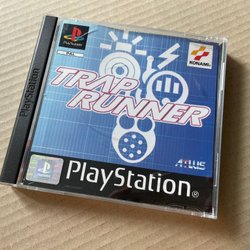 PlayStation
KONAMI
TRAP
RUNNER
ATLUS
PlayStation